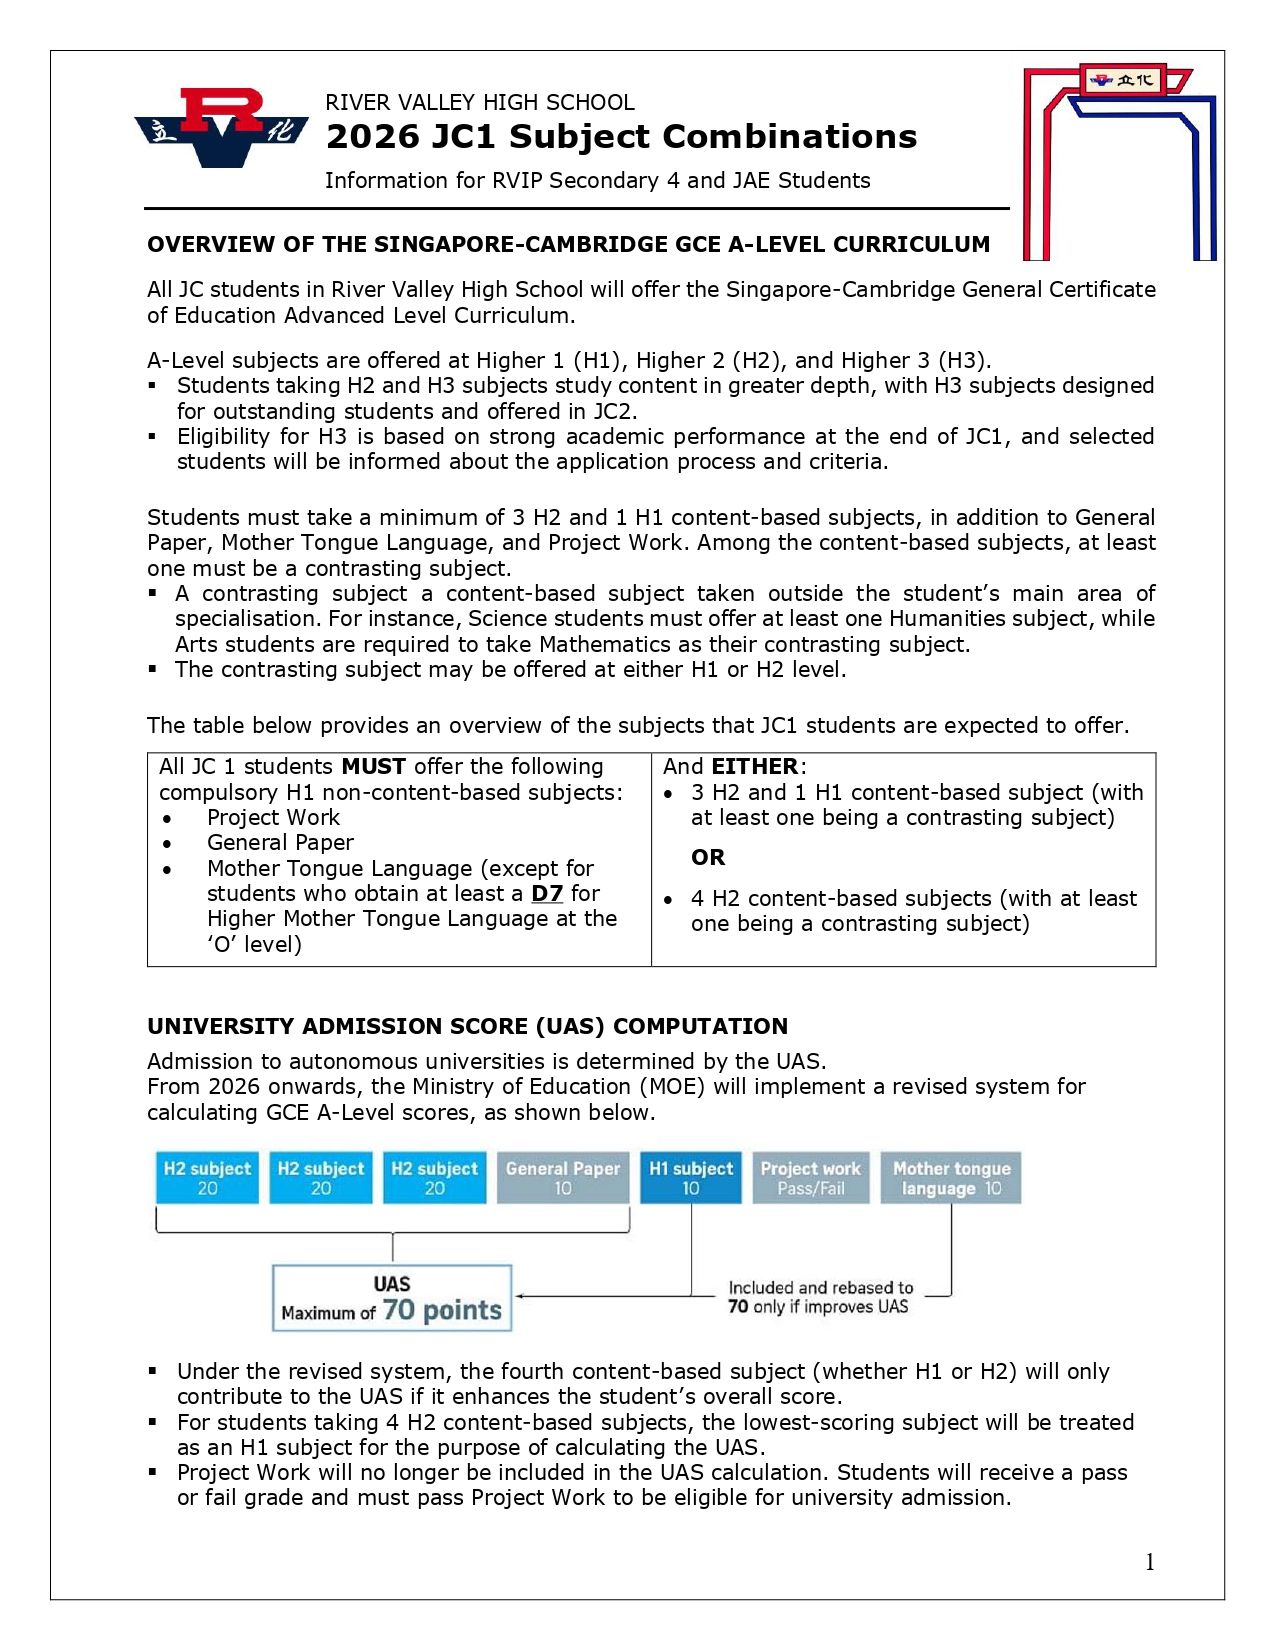 立 R V 化
立化
RIVER VALLEY HIGH SCHOOL
2026 JC1 Subject Combinations
Information for RVIP Secondary 4 and JAE Students
OVERVIEW OF THE SINGAPORE-CAMBRIDGE GCE A-LEVEL CURRICULUM
All JC students in River Valley High School will offer the Singapore-Cambridge General Certificate
of Education Advanced Level Curriculum.
A-Level subjects are offered at Higher 1 (H1), Higher 2 (H2), and Higher 3 (H3).
▪ Students taking H2 and H3 subjects study content in greater depth, with H3 subjects designed
for outstanding students and offered in JC2.
▪ Eligibility for H3 is based on strong academic performance at the end of JC1, and selected
students will be informed about the application process and criteria.
Students must take a minimum of 3 H2 and 1 H1 content-based subjects, in addition to General
Paper, Mother Tongue Language, and Project Work. Among the content-based subjects, at least
one must be a contrasting subject.
▪ A contrasting subject a content-based subject taken outside the student’s main area of
specialisation. For instance, Science students must offer at least one Humanities subject, while
Arts students are required to take Mathematics as their contrasting subject.
▪ The contrasting subject may be offered at either H1 or H2 level.
The table below provides an overview of the subjects that JC1 students are expected to offer.
All JC 1 students MUST offer the following
compulsory H1 non-content-based subjects:
• Project Work
• General Paper
• Mother Tongue Language (except for
students who obtain at least a D7 for
Higher Mother Tongue Language at the
‘O’ level)
And EITHER:
• 3 H2 and 1 H1 content-based subject (with
at least one being a contrasting subject)
OR
• 4 H2 content-based subjects (with at least
one being a contrasting subject)
UNIVERSITY ADMISSION SCORE (UAS) COMPUTATION
Admission to autonomous universities is determined by the UAS.
From 2026 onwards, the Ministry of Education (MOE) will implement a revised system for
calculating GCE A-Level scores, as shown below.
H2 subject
20
H2 subject
20
H2 subject
20
General Paper
10
H1 subject
10
Project work
Pass/Fail
Mother tongue
language 10
UAS
Maximum of 70 points
Included and rebased to
70 only if improves UAS
▪ Under the revised system, the fourth content-based subject (whether H1 or H2) will only
contribute to the UAS if it enhances the student’s overall score.
▪ For students taking 4 H2 content-based subjects, the lowest-scoring subject will be treated
as an H1 subject for the purpose of calculating the UAS.
▪ Project Work will no longer be included in the UAS calculation. Students will receive a pass
or fail grade and must pass Project Work to be eligible for university admission.
1